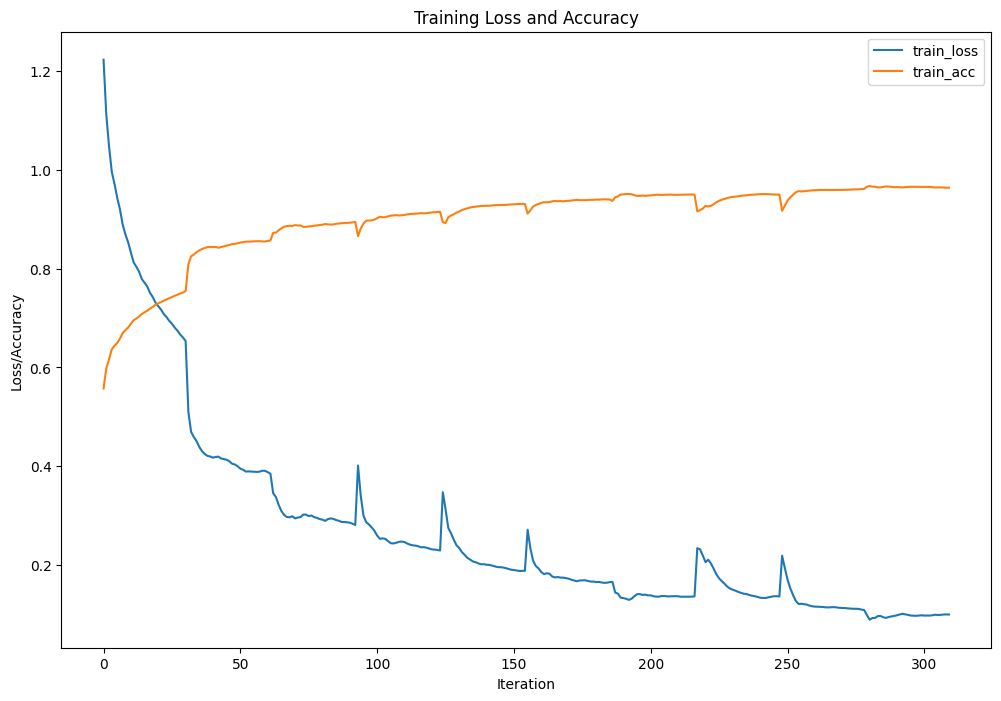 Training Loss and Accuracy
train_loss
train_acc
Loss/Accuracy
1.2
1.0
0.8
0.6
0.4
0.2
0 50 100 150 200 250 300
Iteration